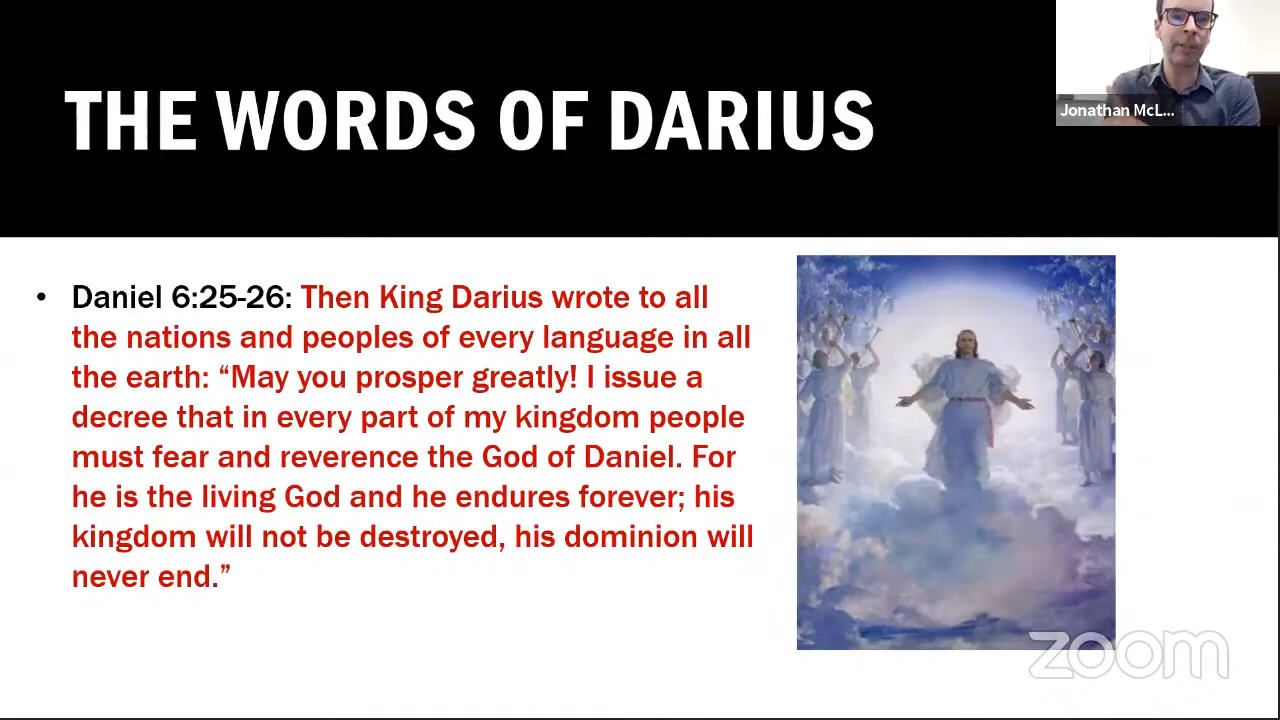 THE WORDS OF DARIUS
Jonathan McL...
• Daniel 6:25-26: Then King Darius wrote to all
the nations and peoples of every language in all
the earth: “May you prosper greatly! I issue a
decree that in every part of my kingdom people
must fear and reverence the God of Daniel. For
he is the living God and he endures forever; his
kingdom will not be destroyed, his dominion will
never end.”
zoom